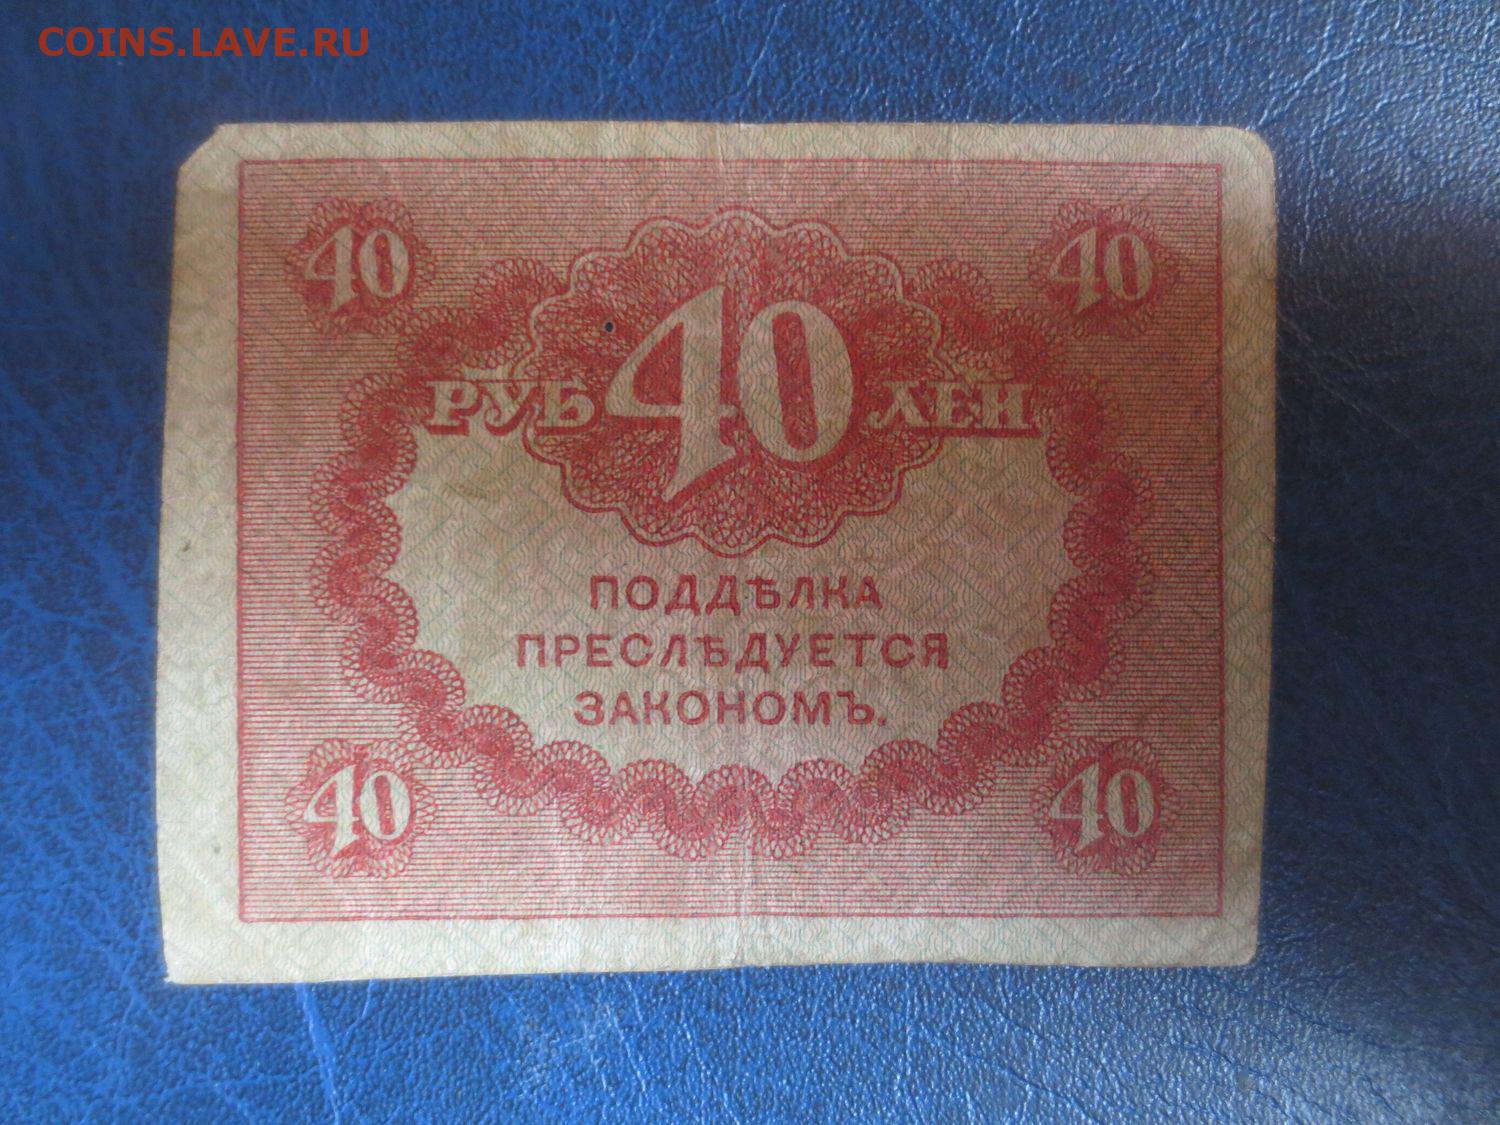 COINS.LAVE.RU
40 40
РУБ 40 ЛЕЙ
ПОДДѢЛКА
ПРЕСЛѢДУЕТСЯ
ЗАКОНОМЪ.
40 40